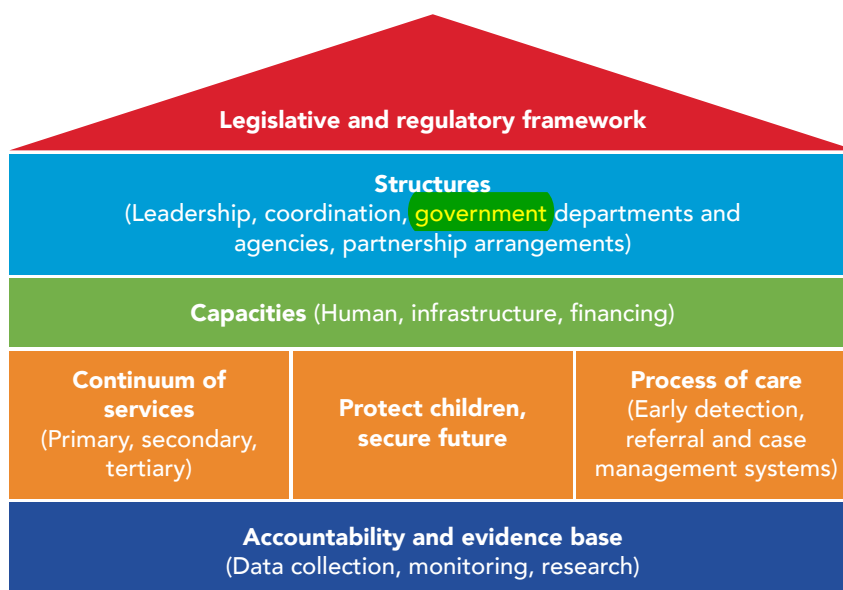 Legislative and regulatory framework
Structures
(Leadership, coordination, government departments and
agencies, partnership arrangements)
Capacities (Human, infrastructure, financing)
Continuum of
services
(Primary, secondary,
tertiary)
Protect children,
secure future
Process of care
(Early detection,
referral and case
management systems)
Accountability and evidence base
(Data collection, monitoring, research)